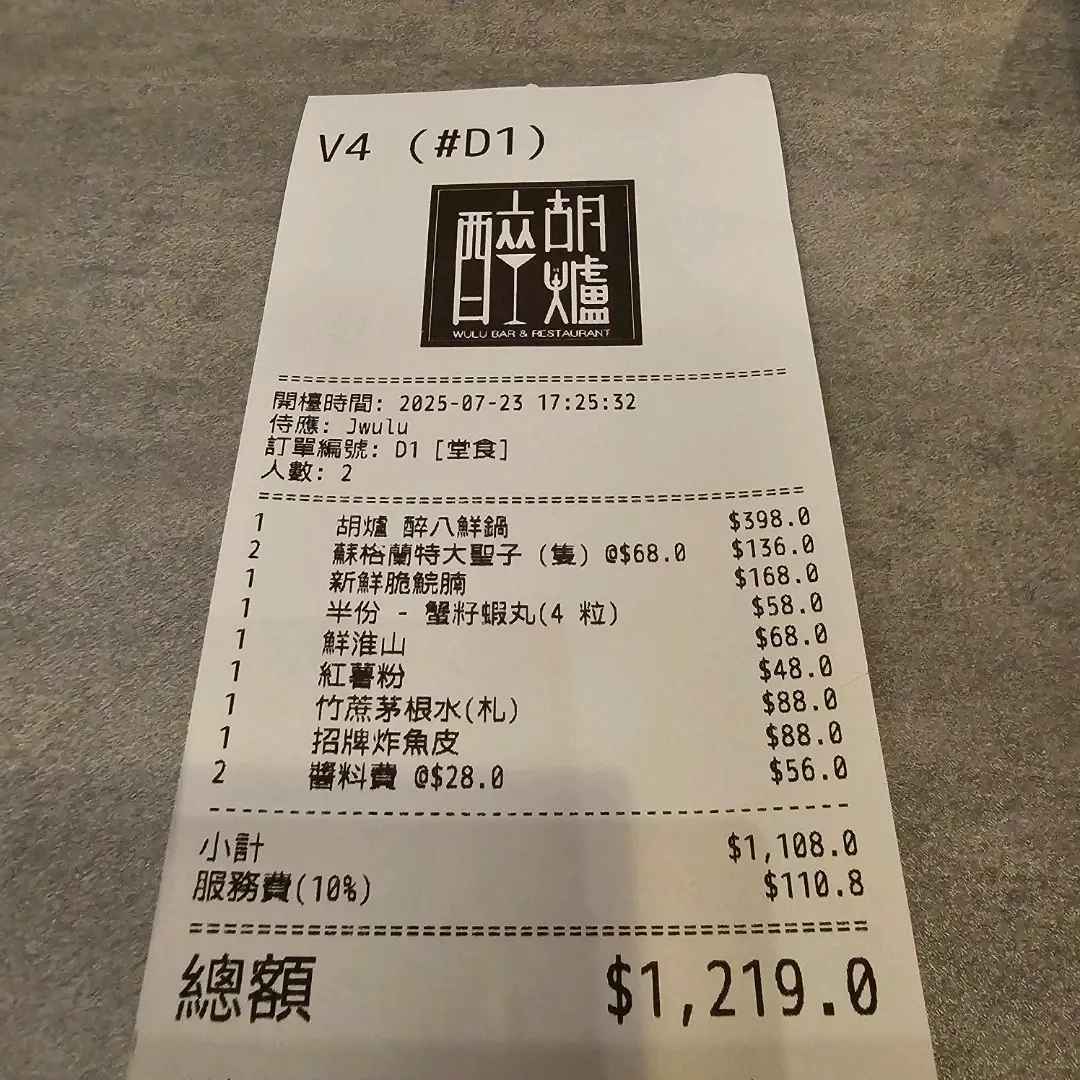 V4 (#D1)
醉 胡爐
WULU BAR & RESTAURANT
開檯時間: 2025-07-23 17:25:32
侍應: Jwulu
訂單編號: D1 [堂食]
人數: 2
1 胡爐 醉八鮮鍋 $398.0
2 蘇格蘭特大聖子 (隻) @$68.0 $136.0
1 新鮮脆鯇腩 $168.0
1 半份 - 蟹籽蝦丸(4 粒) $58.0
1 鮮淮山 $68.0
1 紅薯粉 $48.0
1 竹蔗茅根水(札) $88.0
1 招牌炸魚皮 $88.0
2 醬料費 @$28.0 $56.0
小計 $1,108.0
服務費(10%) $110.8
總額 $1,219.0